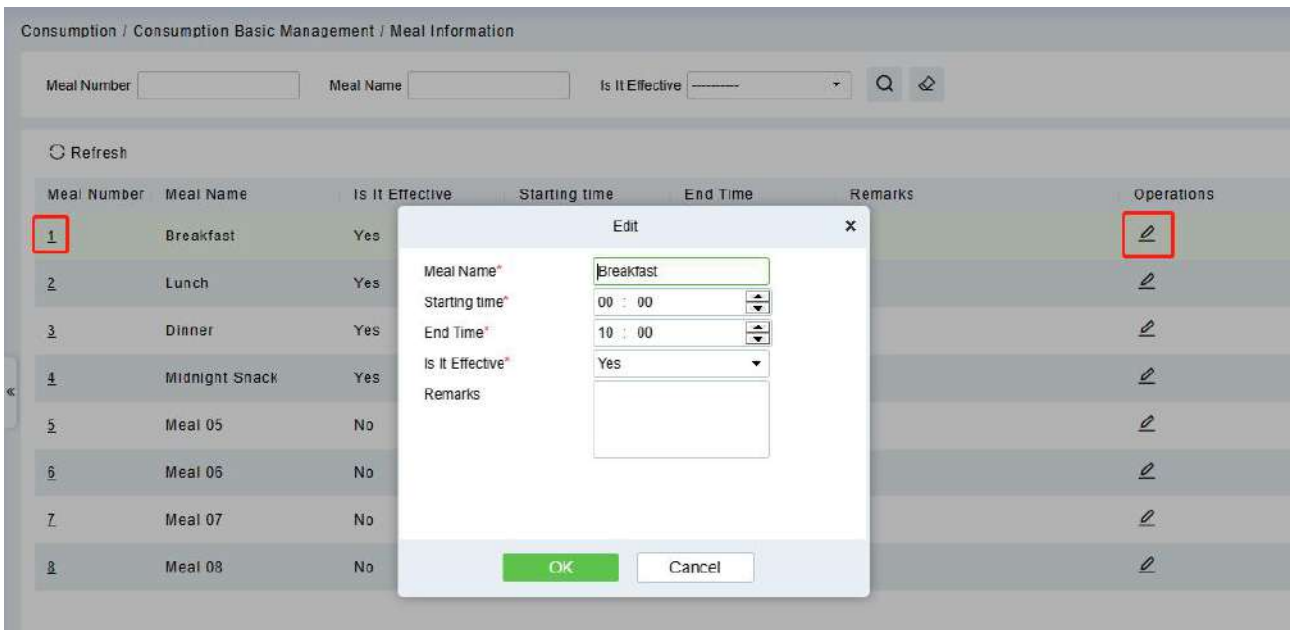 Consumption / Consumption Basic Management / Meal Information
Meal Number Meal Name Is It Effective ----------
Refresh
Meal Number Meal Name Is It Effective Starting time End Time Remarks Operations
Edit x
1 Breakfast Yes
2 Lunch Yes
3 Dinner Yes
4 Midnight Snack Yes
5 Meal 05 No
6 Meal 06 No
7 Meal 07 No
8 Meal 08 No
Meal Name* Breakfast
Starting time* 00 : 00
End Time* 10 : 00
Is It Effective* Yes
Remarks
OK Cancel